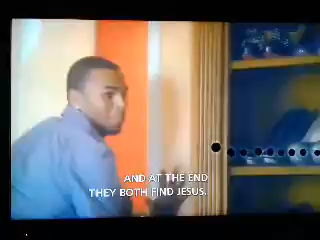 AND AT THE END
THEY BOTH FIND JESUS.